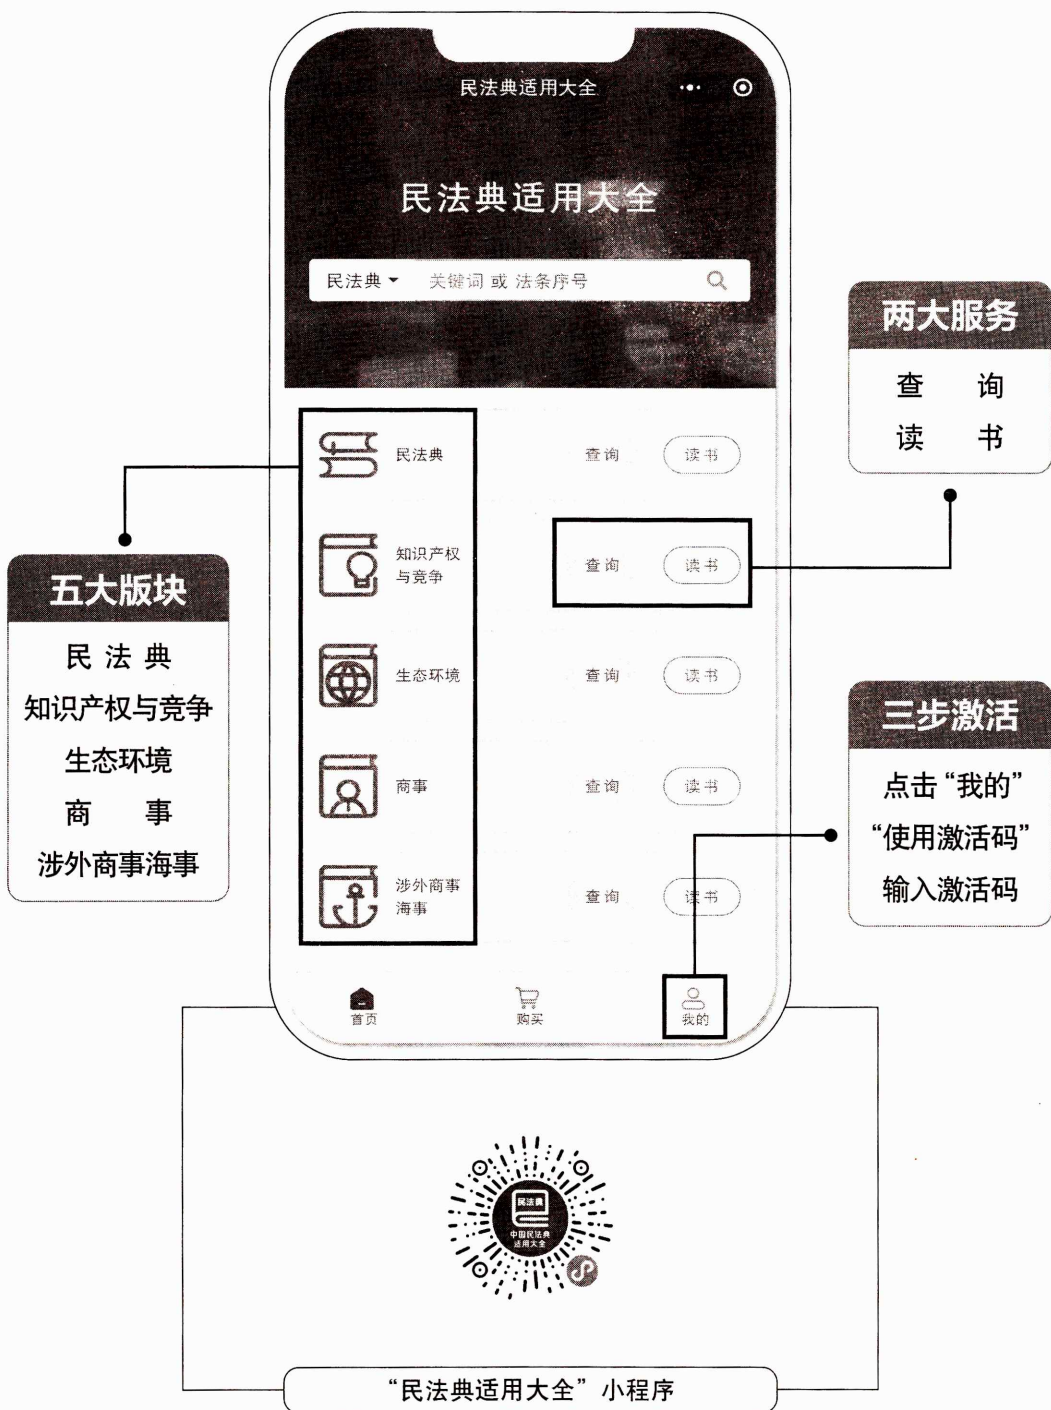 民法典适用大全
民法典适用大全
民法典 关键词 或 法条序号
民法典 查询 读书
知识产权
与竞争
查询 读书
生态环境 查询 读书
商事 查询 读书
涉外商事
海事
查询 读书
首页 购买 我的
两大服务
查 询
读 书
五大版块
民法典
知识产权与竞争
生态环境
商 事
涉外商事海事
三步激活
点击“我的”
“使用激活码”
输入激活码
民法典
中国民法典
适用大全
“民法典适用大全”小程序